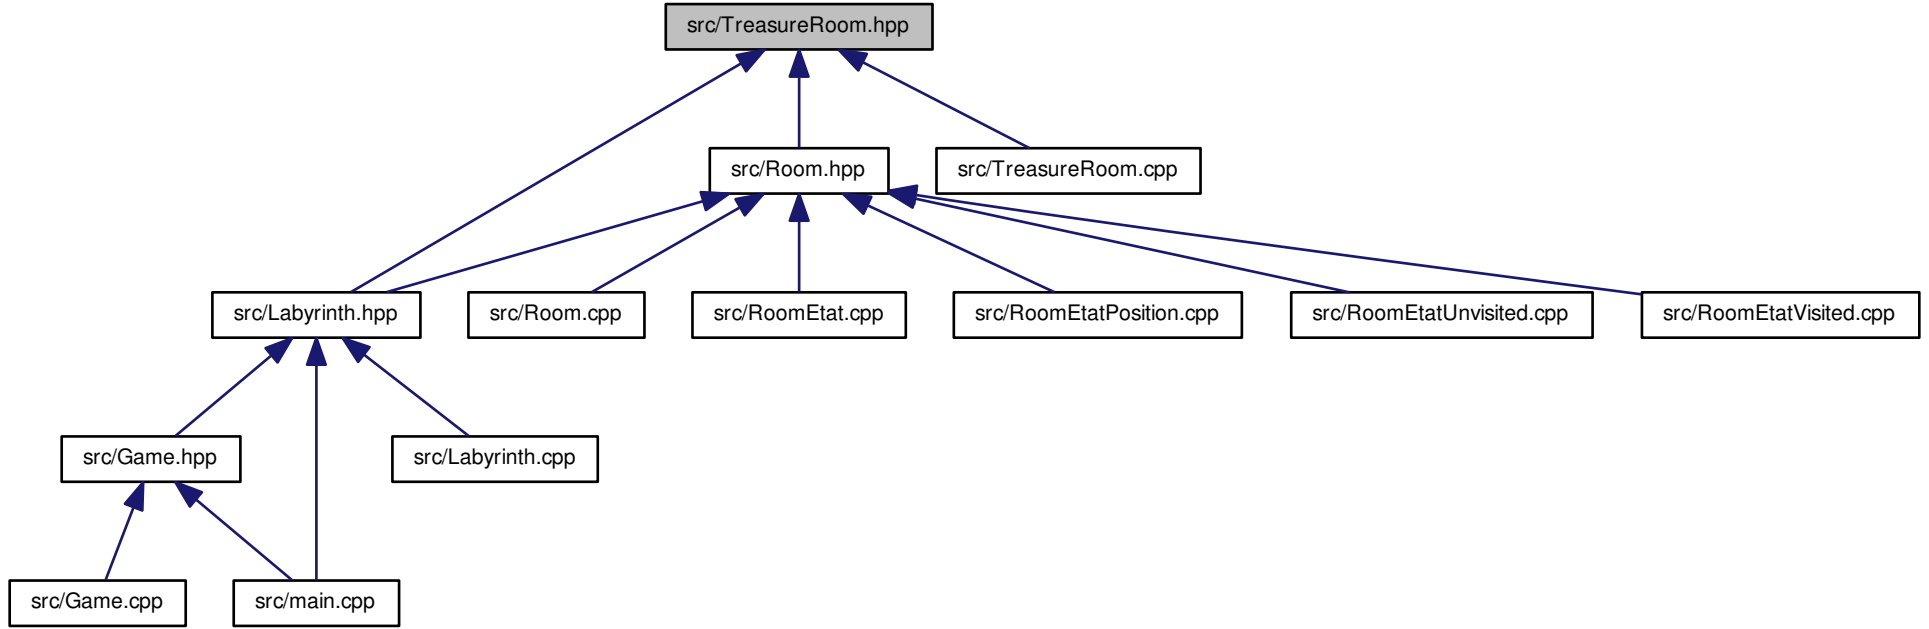 src/TreasureRoom.hpp
src/Room.hpp
src/TreasureRoom.cpp
src/Labyrinth.hpp
src/Room.cpp
src/RoomEtat.cpp
src/RoomEtatPosition.cpp
src/RoomEtatUnvisited.cpp
src/RoomEtatVisited.cpp
src/Game.hpp
src/Labyrinth.cpp
src/Game.cpp
src/main.cpp